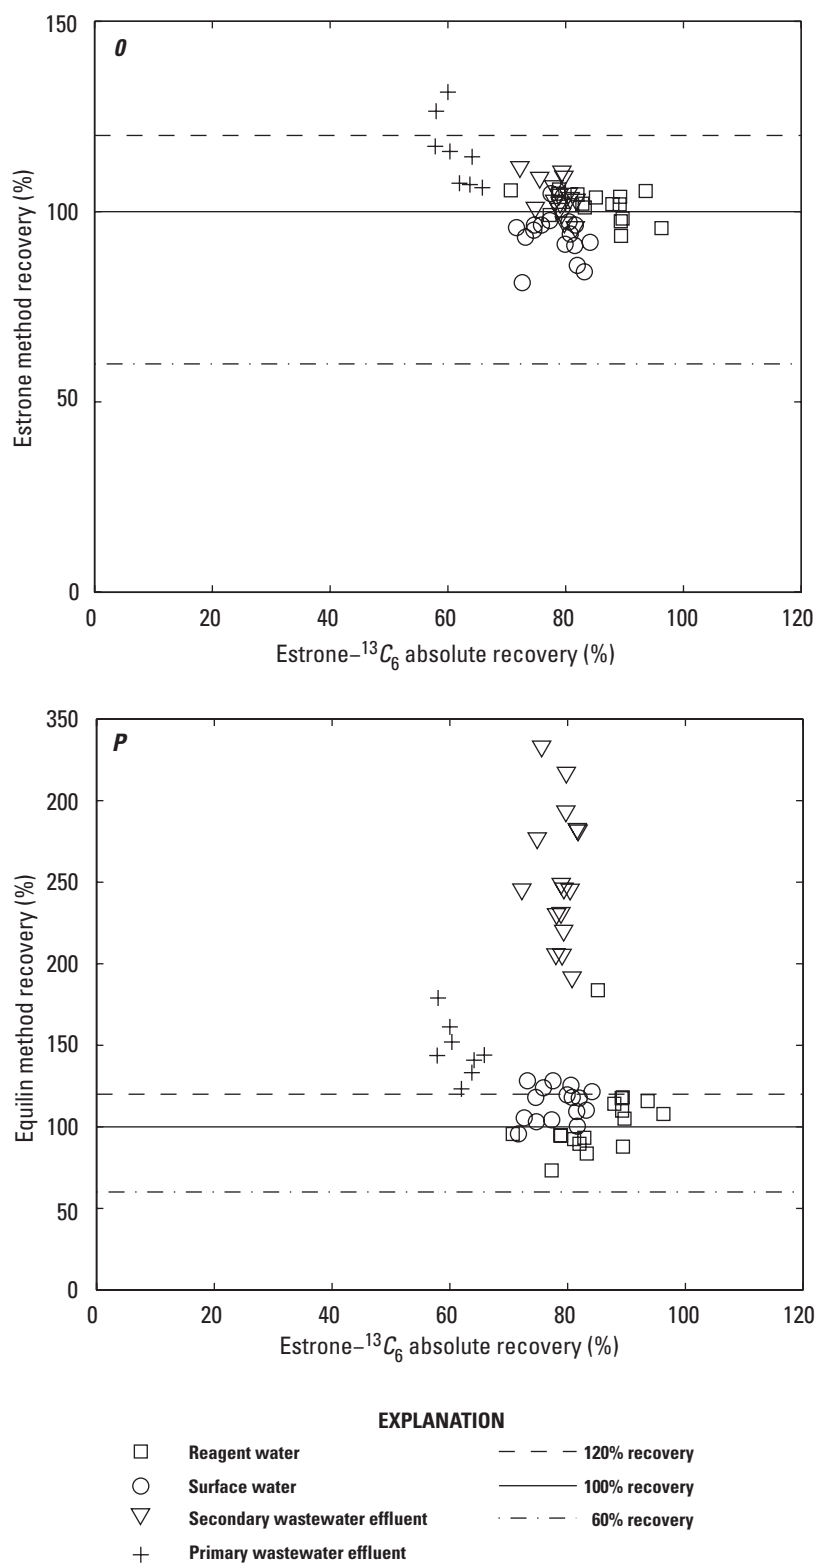 150
O
Estrone method recovery (%)
100
50
0
0 20 40 60 80 100 120
Estrone–¹³C₆ absolute recovery (%)
350
P
Equilin method recovery (%)
200
250
200
150
100
50
0
0 20 40 60 80 100 120
Estrone–¹³C₆ absolute recovery (%)
EXPLANATION
Reagent water 120% recovery
Surface water 100% recovery
Secondary wastewater effluent 60% recovery
Primary wastewater effluent